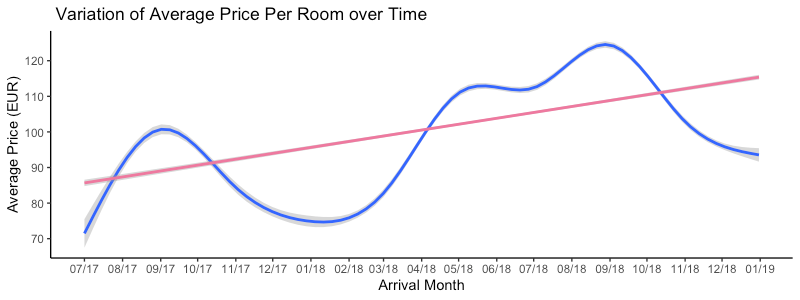 Variation of Average Price Per Room over Time
Average Price (EUR)
120
110
100
90
80
70
07/17 08/17 09/17 10/17 11/17 12/17 01/18 02/18 03/18 04/18 05/18 06/18 07/18 08/18 09/18 10/18 11/18 12/18 01/19
Arrival Month